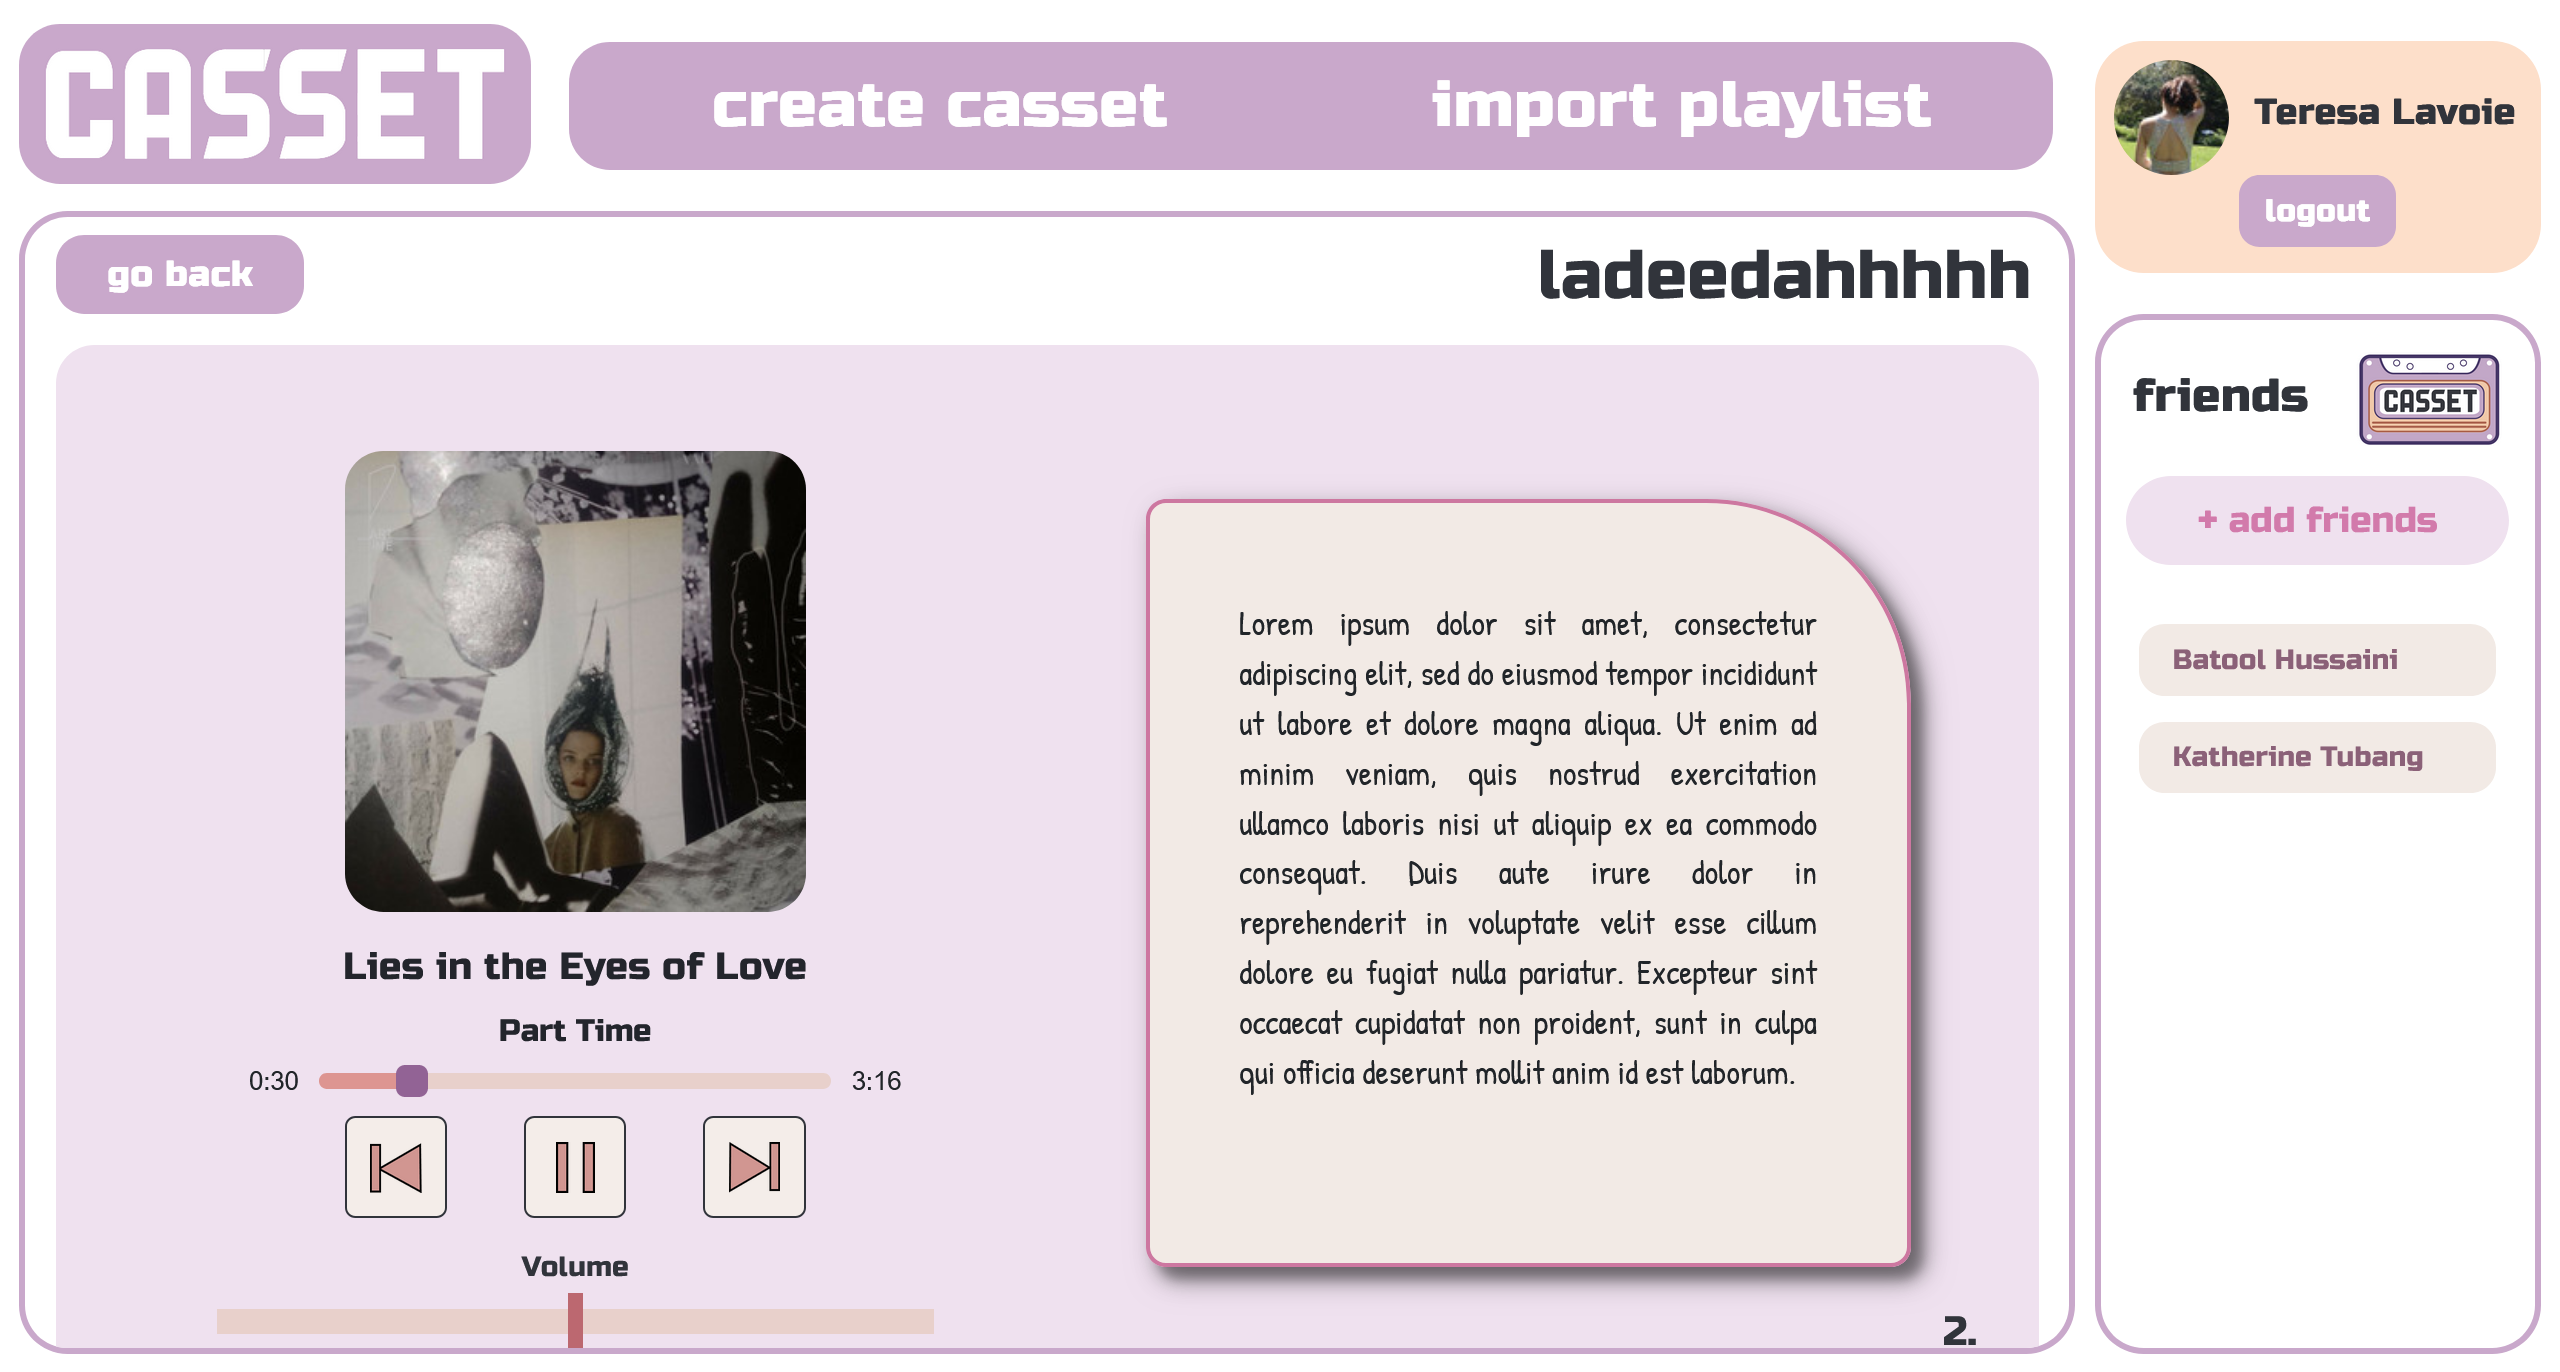 CASSET
create casset
import playlist
Teresa Lavoie
logout
go back
ladeedahhhhh
Lies in the Eyes of Love
Part Time
0:30
3:16
Volume
Lorem ipsum dolor sit amet, consectetur
adipiscing elit, sed do eiusmod tempor incididunt
ut labore et dolore magna aliqua. Ut enim ad
minim veniam, quis nostrud exercitation
ullamco laboris nisi ut aliquip ex ea commodo
consequat. Duis aute irure dolor in
reprehenderit in voluptate velit esse cillum
dolore eu fugiat nulla pariatur. Excepteur sint
occaecat cupidatat non proident, sunt in culpa
qui officia deserunt mollit anim id est laborum.
2.
friends
CASSET
+ add friends
Batool Hussaini
Katherine Tubang